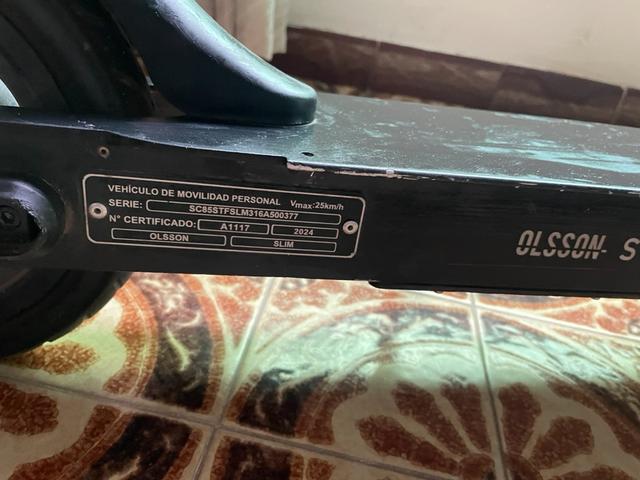 VEHÍCULO DE MOVILIDAD PERSONAL Vmax:25km/h
SERIE: SC85STFSLM316A500377
N° CERTIFICADO: A1117 2024
OLSSON SLIM
OLSSON S